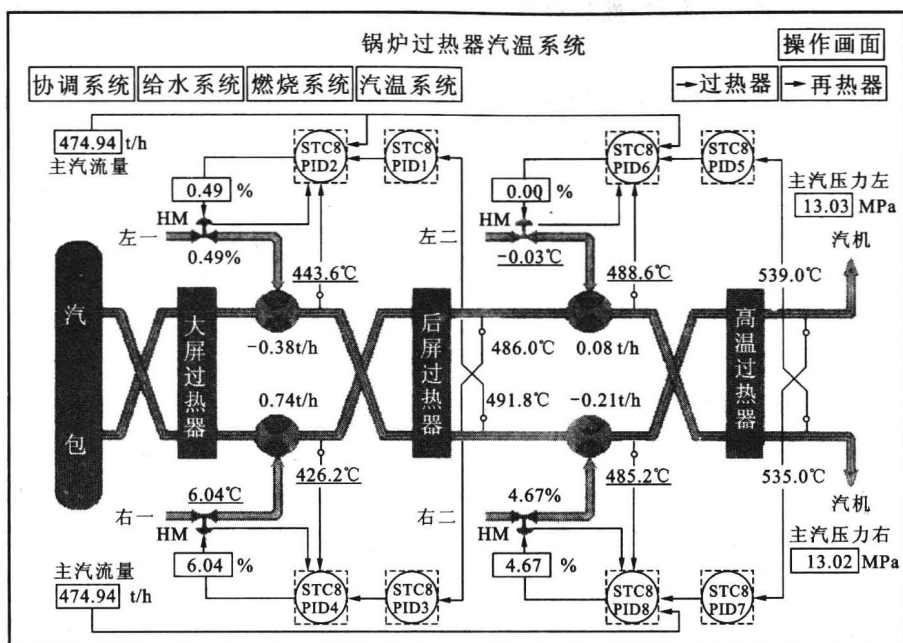 锅炉过热器汽温系统
操作画面
协调系统 给水系统 燃烧系统 汽温系统
→过热器 →再热器
474.94 t/h
主汽流量
STC8
PID2
STC8
PID1
STC8
PID6
STC8
PID5
0.49 %
0.00 %
主汽压力左
13.03 MPa
HM
HM
左一
左二
汽机
0.49%
-0.03℃
443.6℃
488.6℃
539.0℃
汽包
大屏过热器
后屏过热器
高温过热器
-0.38t/h
486.0℃
0.08 t/h
0.74t/h
491.8℃
-0.21t/h
426.2℃
485.2℃
535.0℃
6.04℃
4.67%
右一
右二
汽机
HM
HM
主汽压力右
13.02 MPa
6.04 %
4.67 %
主汽流量
474.94 t/h
STC8
PID4
STC8
PID3
STC8
PID8
STC8
PID7